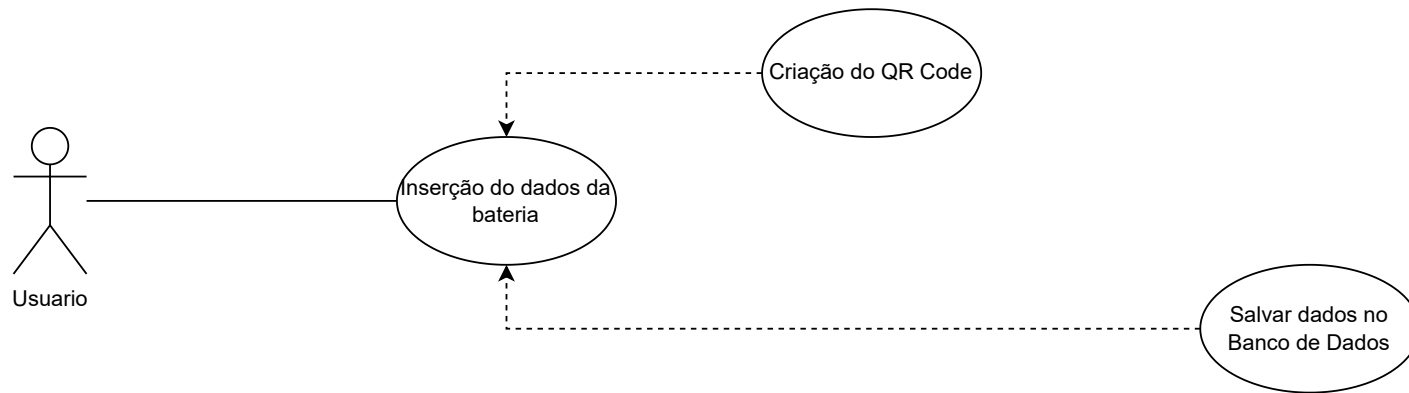 Criação do QR Code
Inserção do dados da
bateria
Usuario
Salvar dados no
Banco de Dados